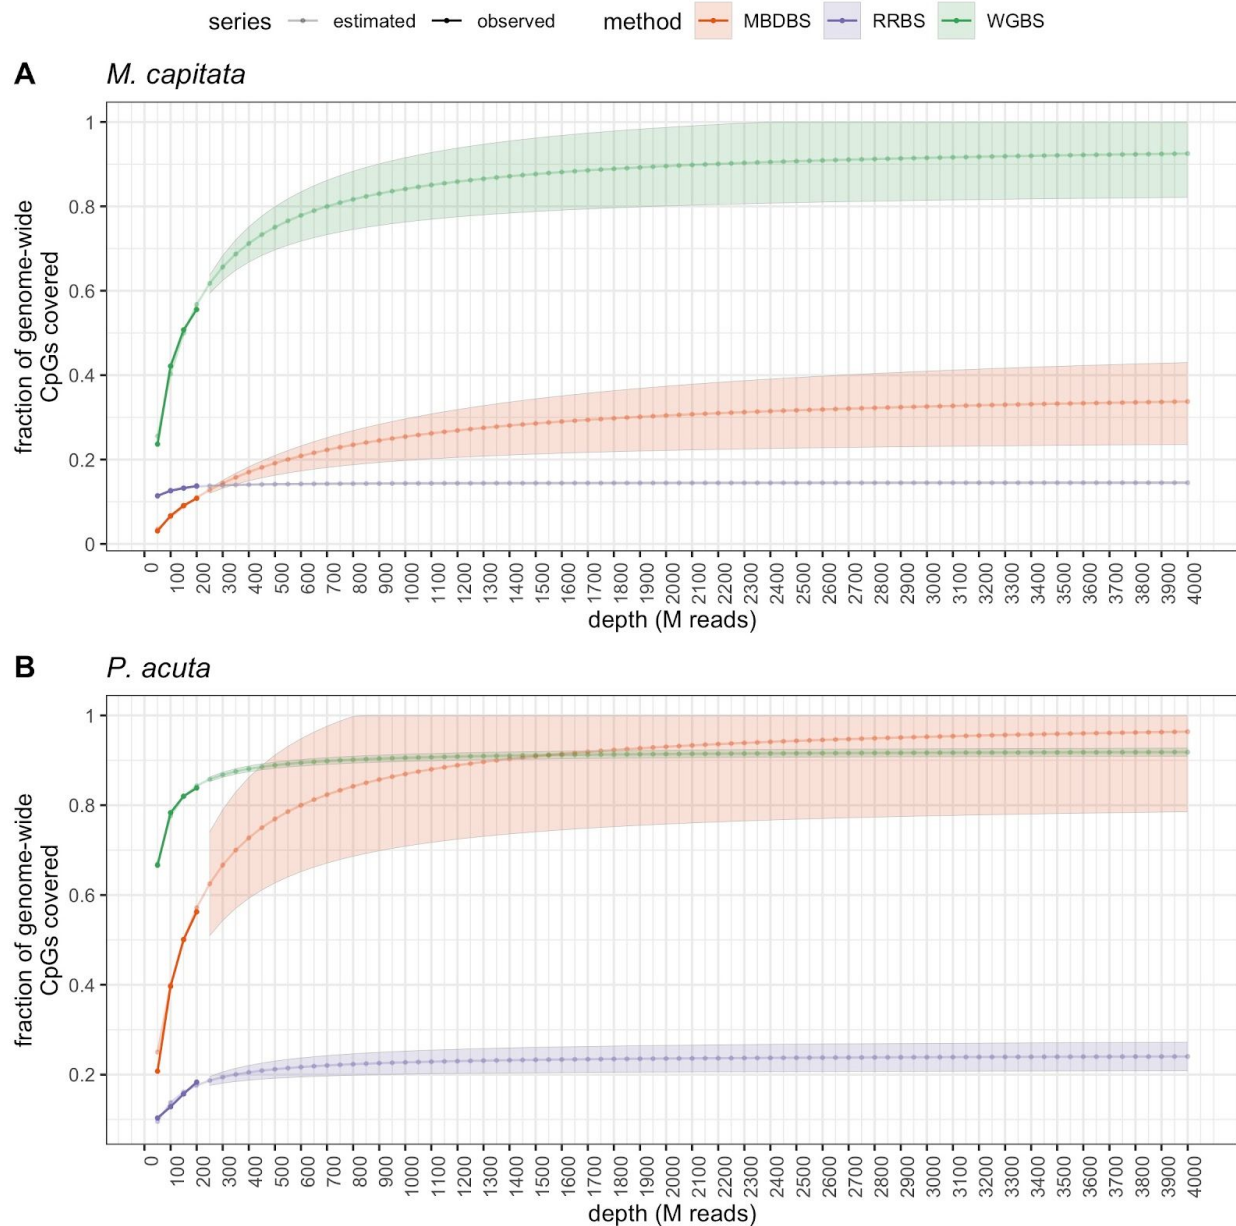 series estimated observed method MBDBS RRBS WGBS
A M. capitata
1
0.8
0.6
0.4
0.2
0
fraction of genome-wide
CpGs covered
0 100 200 300 400 500 600 700 800 900 1000 1100 1200 1300 1400 1500 1600 1700 1800 1900 2000 2100 2200 2300 2400 2500 2600 2700 2800 2900 3000 3100 3200 3300 3400 3500 3600 3700 3800 3900 4000
depth (M reads)
B P. acuta
1
0.8
0.6
0.4
0.2
fraction of genome-wide
CpGs covered
0 100 200 300 400 500 600 700 800 900 1000 1100 1200 1300 1400 1500 1600 1700 1800 1900 2000 2100 2200 2300 2400 2500 2600 2700 2800 2900 3000 3100 3200 3300 3400 3500 3600 3700 3800 3900 4000
depth (M reads)